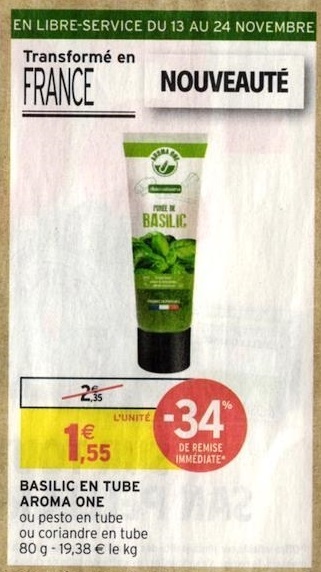 EN LIBRE-SERVICE DU 13 AU 24 NOVEMBRE
Transformé en
FRANCE
NOUVEAUTÉ
AROMA ONE
PURÉE DE
BASILIC
2,35
L'UNITÉ
1,55 €
-34%
DE REMISE
IMMÉDIATE*
BASILIC EN TUBE
AROMA ONE
ou pesto en tube
ou coriandre en tube
80 g - 19,38 € le kg